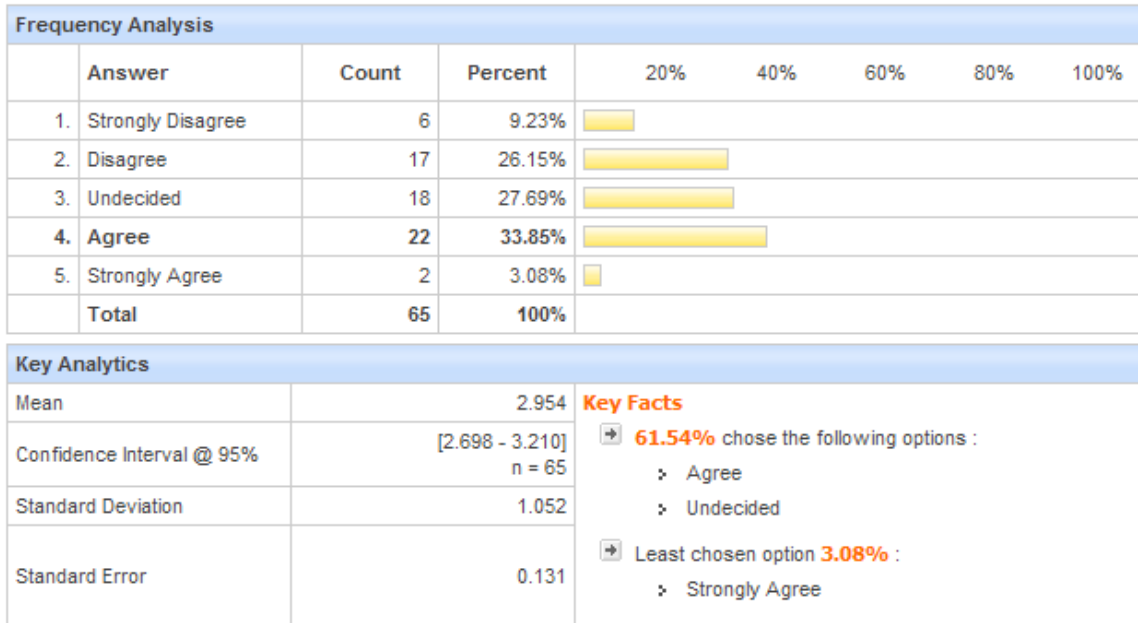 Frequency Analysis
Answer Count Percent 20% 40% 60% 80% 100%
1. Strongly Disagree 6 9.23%
2. Disagree 17 26.15%
3. Undecided 18 27.69%
4. Agree 22 33.85%
5. Strongly Agree 2 3.08%
Total 65 100%
Key Analytics
Mean 2.954
Confidence Interval @ 95% [2.698 - 3.210]
n = 65
Standard Deviation 1.052
Standard Error 0.131
Key Facts
61.54% chose the following options :
Agree
Undecided
Least chosen option 3.08% :
Strongly Agree